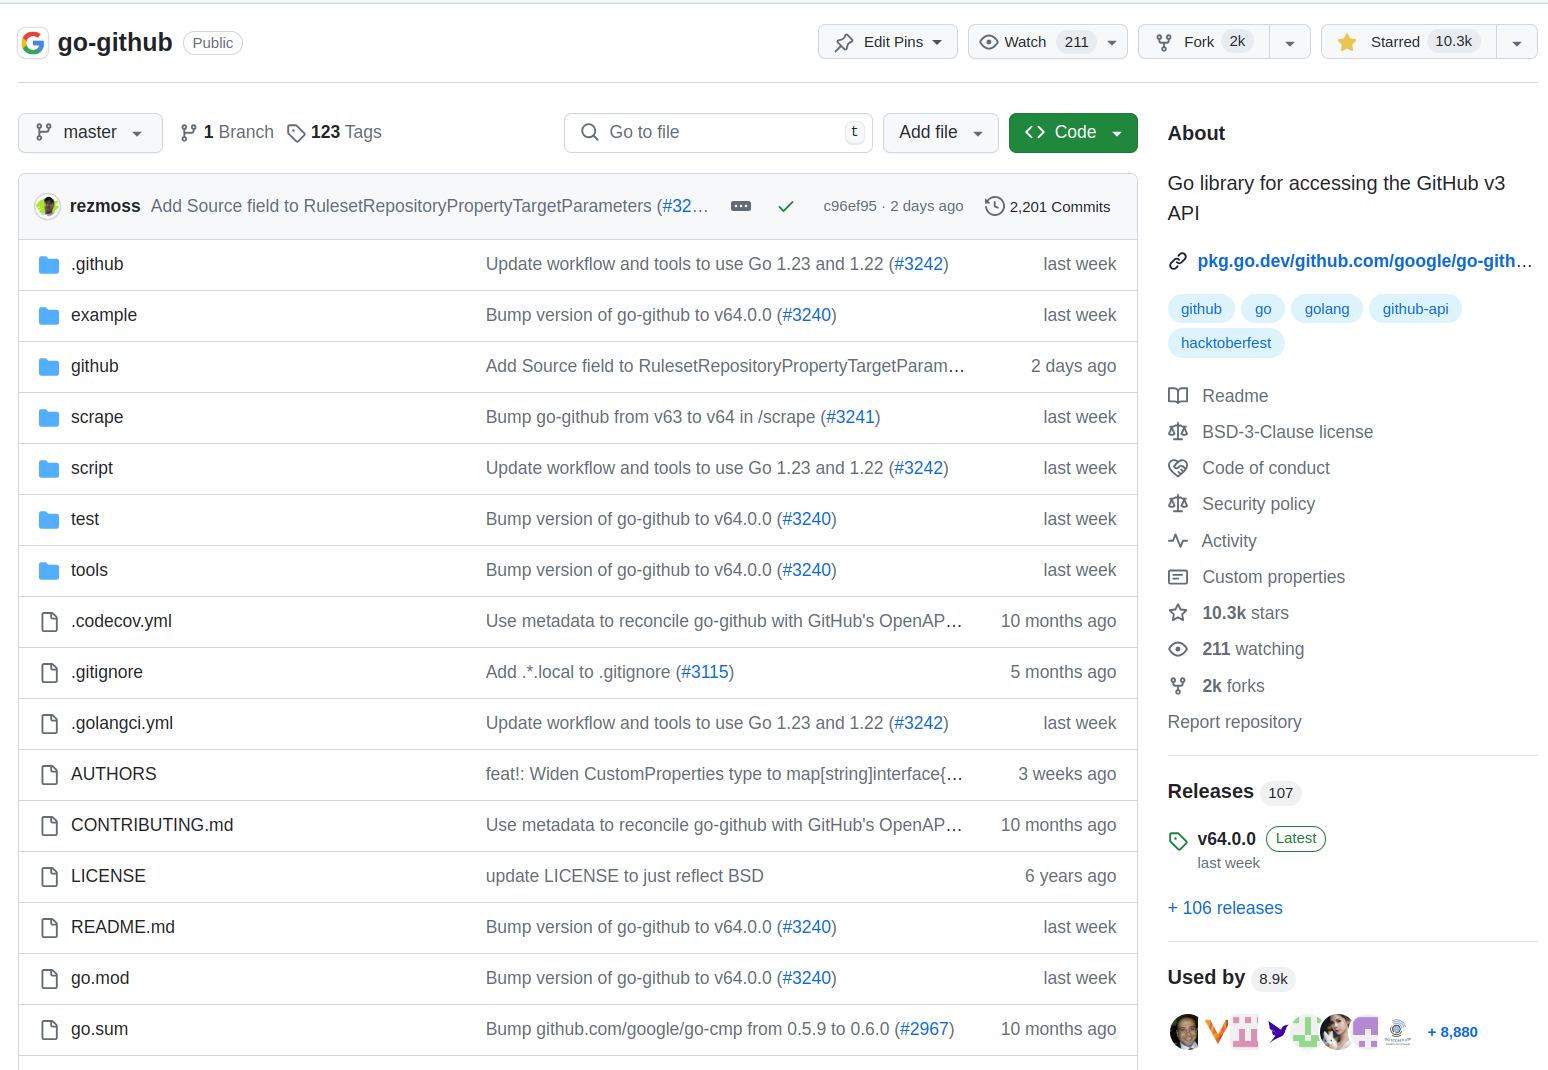 go-github Public Edit Pins Watch 211 Fork 2k Starred 10.3k
master 1 Branch 123 Tags Go to file t Add file Code
rezmoss Add Source field to RulesetRepositoryPropertyTargetParameters (#32… c96ef95 · 2 days ago 2,201 Commits
.github Update workflow and tools to use Go 1.23 and 1.22 (#3242) last week
example Bump version of go-github to v64.0.0 (#3240) last week
github Add Source field to RulesetRepositoryPropertyTargetParam… 2 days ago
scrape Bump go-github from v63 to v64 in /scrape (#3241) last week
script Update workflow and tools to use Go 1.23 and 1.22 (#3242) last week
test Bump version of go-github to v64.0.0 (#3240) last week
tools Bump version of go-github to v64.0.0 (#3240) last week
.codecov.yml Use metadata to reconcile go-github with GitHub's OpenAP… 10 months ago
.gitignore Add .*.local to .gitignore (#3115) 5 months ago
.golangci.yml Update workflow and tools to use Go 1.23 and 1.22 (#3242) last week
AUTHORS feat!: Widen CustomProperties type to map[string]interface{… 3 weeks ago
CONTRIBUTING.md Use metadata to reconcile go-github with GitHub's OpenAP… 10 months ago
LICENSE update LICENSE to just reflect BSD 6 years ago
README.md Bump version of go-github to v64.0.0 (#3240) last week
go.mod Bump version of go-github to v64.0.0 (#3240) last week
go.sum Bump github.com/google/go-cmp from 0.5.9 to 0.6.0 (#2967) 10 months ago
About
Go library for accessing the GitHub v3
API
pkg.go.dev/github.com/google/go-gith…
github go golang github-api
hacktoberfest
Readme
BSD-3-Clause license
Code of conduct
Security policy
Activity
Custom properties
10.3k stars
211 watching
2k forks
Report repository
Releases 107
v64.0.0 Latest
last week
+ 106 releases
Used by 8.9k
+ 8,880